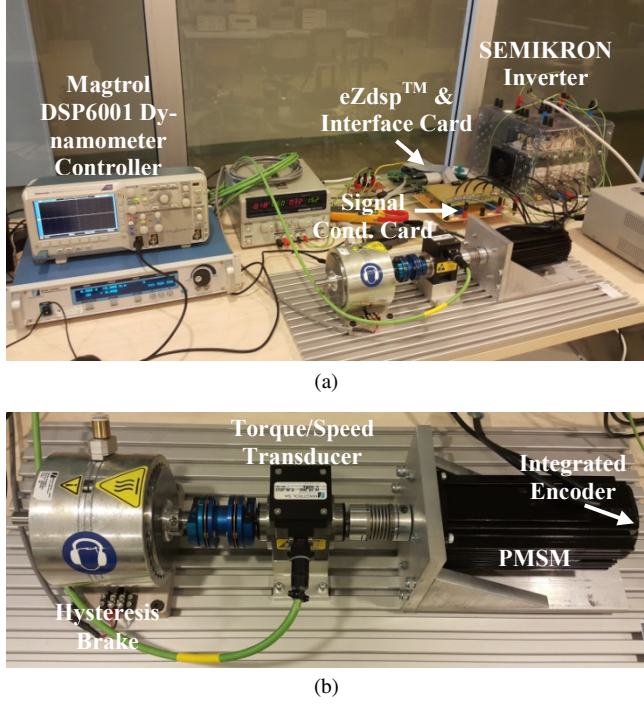 Magtrol
DSP6001 Dy-
namometer
Controller
eZdsp™ &
Interface Card
SEMIKRON
Inverter
Signal
Cond. Card
(a)
Torque/Speed
Transducer
Integrated
Encoder
PMSM
Hysteresis
Brake
(b)